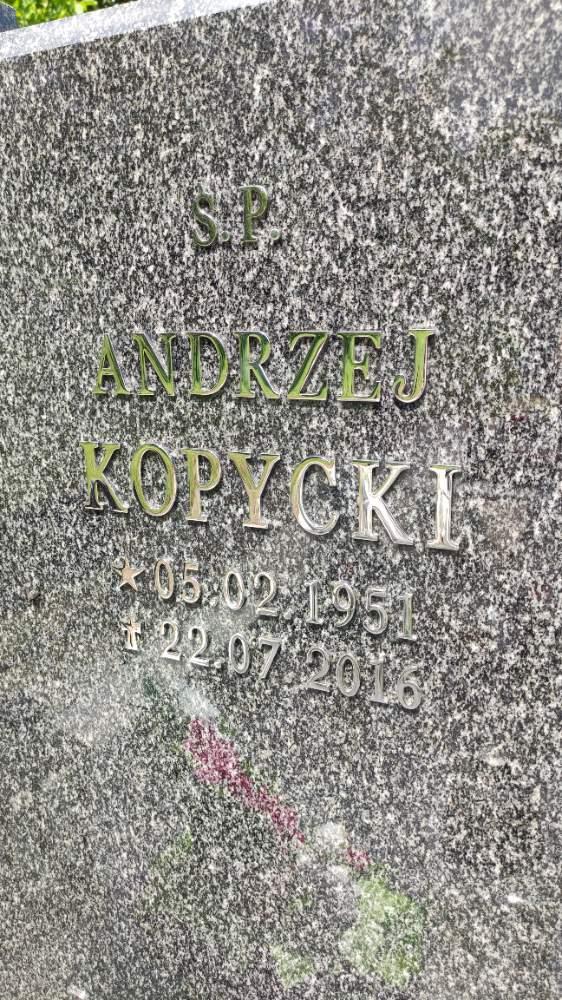 S.P.
ANDRZEJ
KOPYCKI
★ 05.02.1951
✝ 22.07.2016